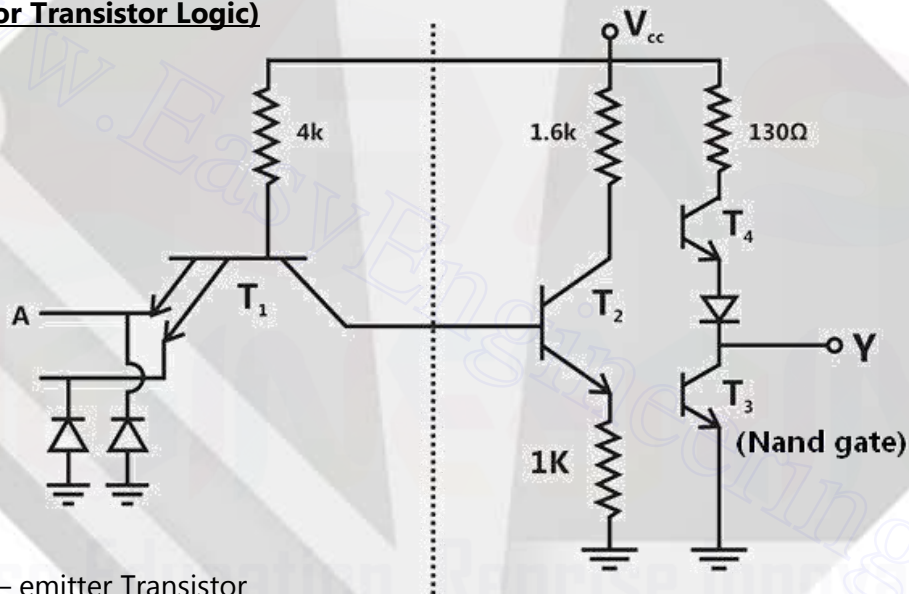 or Transistor Logic)
Vcc
4k
1.6k
130Ω
T4
A
T1
T2
Y
T3
(Nand gate)
1K
– emitter Transistor